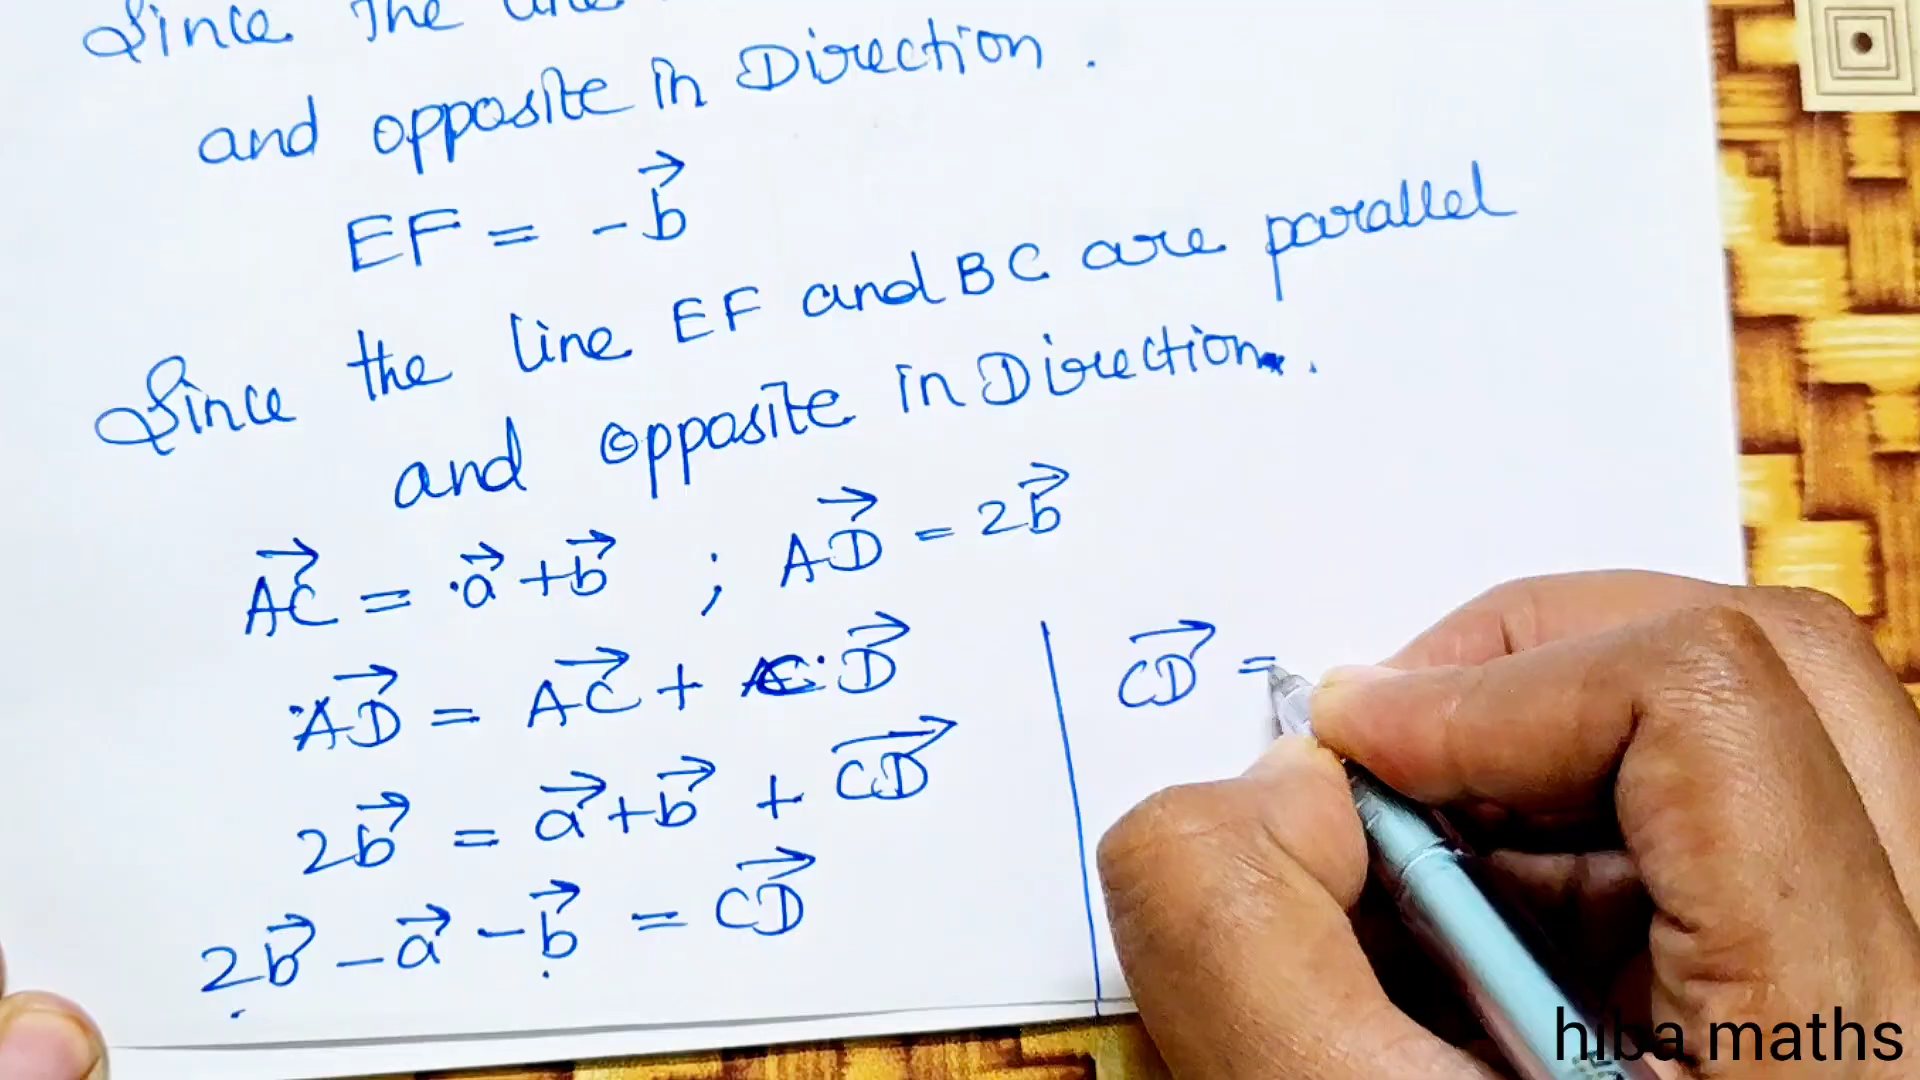 Since The line
and opposite in Direction .
EF = - b⃗
Since the line EF and BC are parallel
and opposite in Direction .
AC⃗ = a⃗ + b⃗ ; AD⃗ = 2b⃗
AD⃗ = AC⃗ + CD⃗
2b⃗ = a⃗ + b⃗ + CD⃗
2b⃗ - a⃗ - b⃗ = CD⃗
CD⃗ =
hiba maths